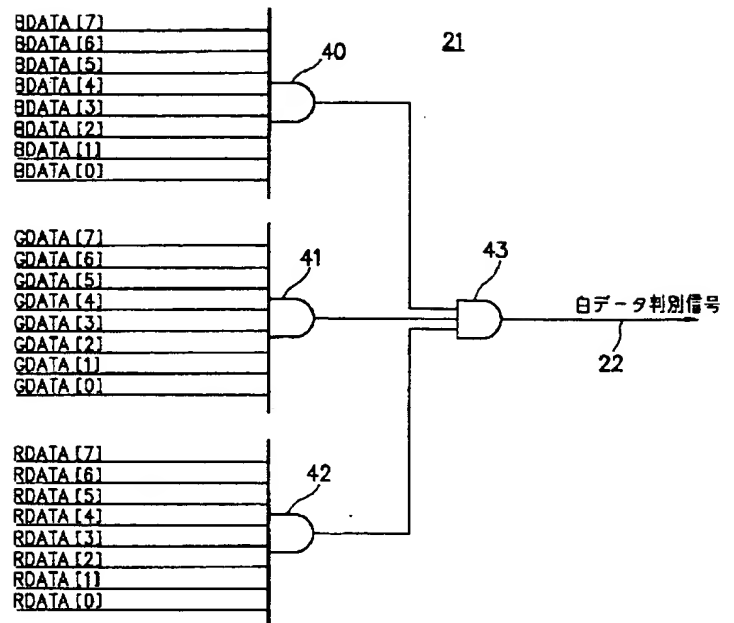 BDATA [7]
BDATA [6]
BDATA [5]
BDATA [4]
BDATA [3]
BDATA [2]
BDATA [1]
BDATA [0]
40
21
GDATA [7]
GDATA [6]
GDATA [5]
GDATA [4]
GDATA [3]
GDATA [2]
GDATA [1]
GDATA [0]
41
43
白データ判別信号
22
RDATA [7]
RDATA [6]
RDATA [5]
RDATA [4]
RDATA [3]
RDATA [2]
RDATA [1]
RDATA [0]
42